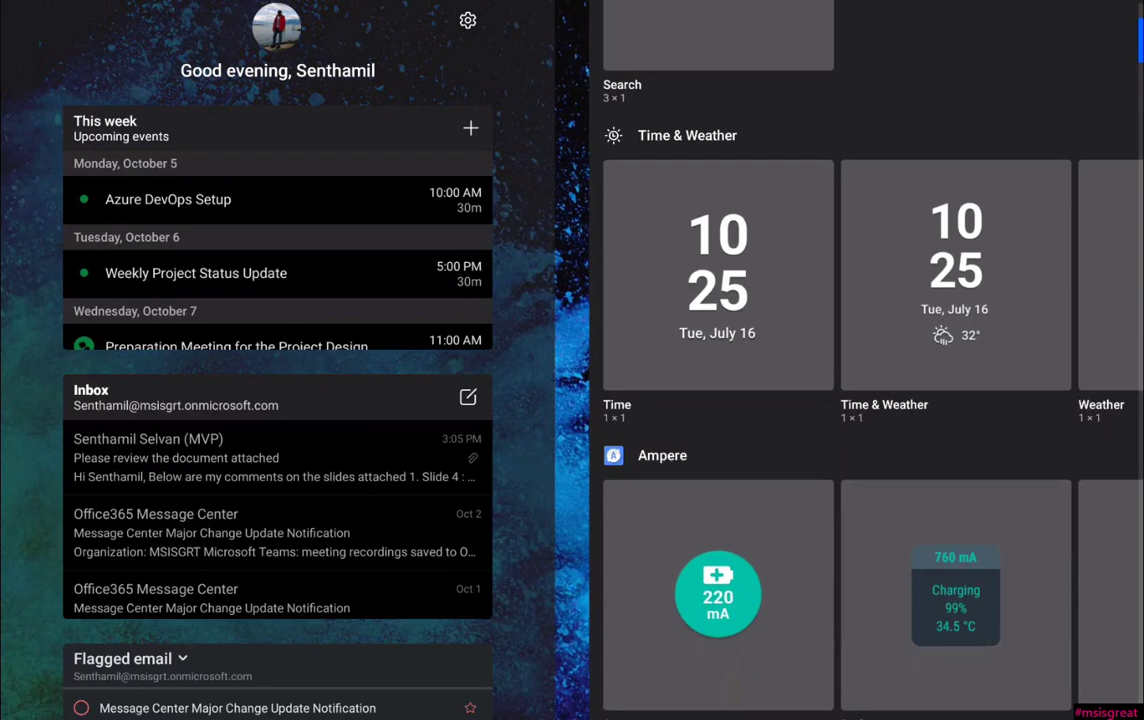 Good evening, Senthamil
This week
Upcoming events
Monday, October 5
Azure DevOps Setup
10:00 AM
30m
Tuesday, October 6
Weekly Project Status Update
5:00 PM
30m
Wednesday, October 7
Preparation Meeting for the Project Design
11:00 AM
Inbox
Senthamil@msisgrt.onmicrosoft.com
Senthamil Selvan (MVP)
3:05 PM
Please review the document attached
Hi Senthamil, Below are my comments on the slides attached 1. Slide 4 : ...
Office365 Message Center
Oct 2
Message Center Major Change Update Notification
Organization: MSISGRT Microsoft Teams: meeting recordings saved to O...
Office365 Message Center
Oct 1
Message Center Major Change Update Notification
Flagged email
Senthamil@msisgrt.onmicrosoft.com
Message Center Major Change Update Notification
Search
3 × 1
Time & Weather
10
25
Tue, July 16
Time
1 × 1
10
25
Tue, July 16
32°
Time & Weather
1 × 1
Weather
1 × 1
Ampere
220
mA
760 mA
Charging
99%
34.5 °C
#msisgreat